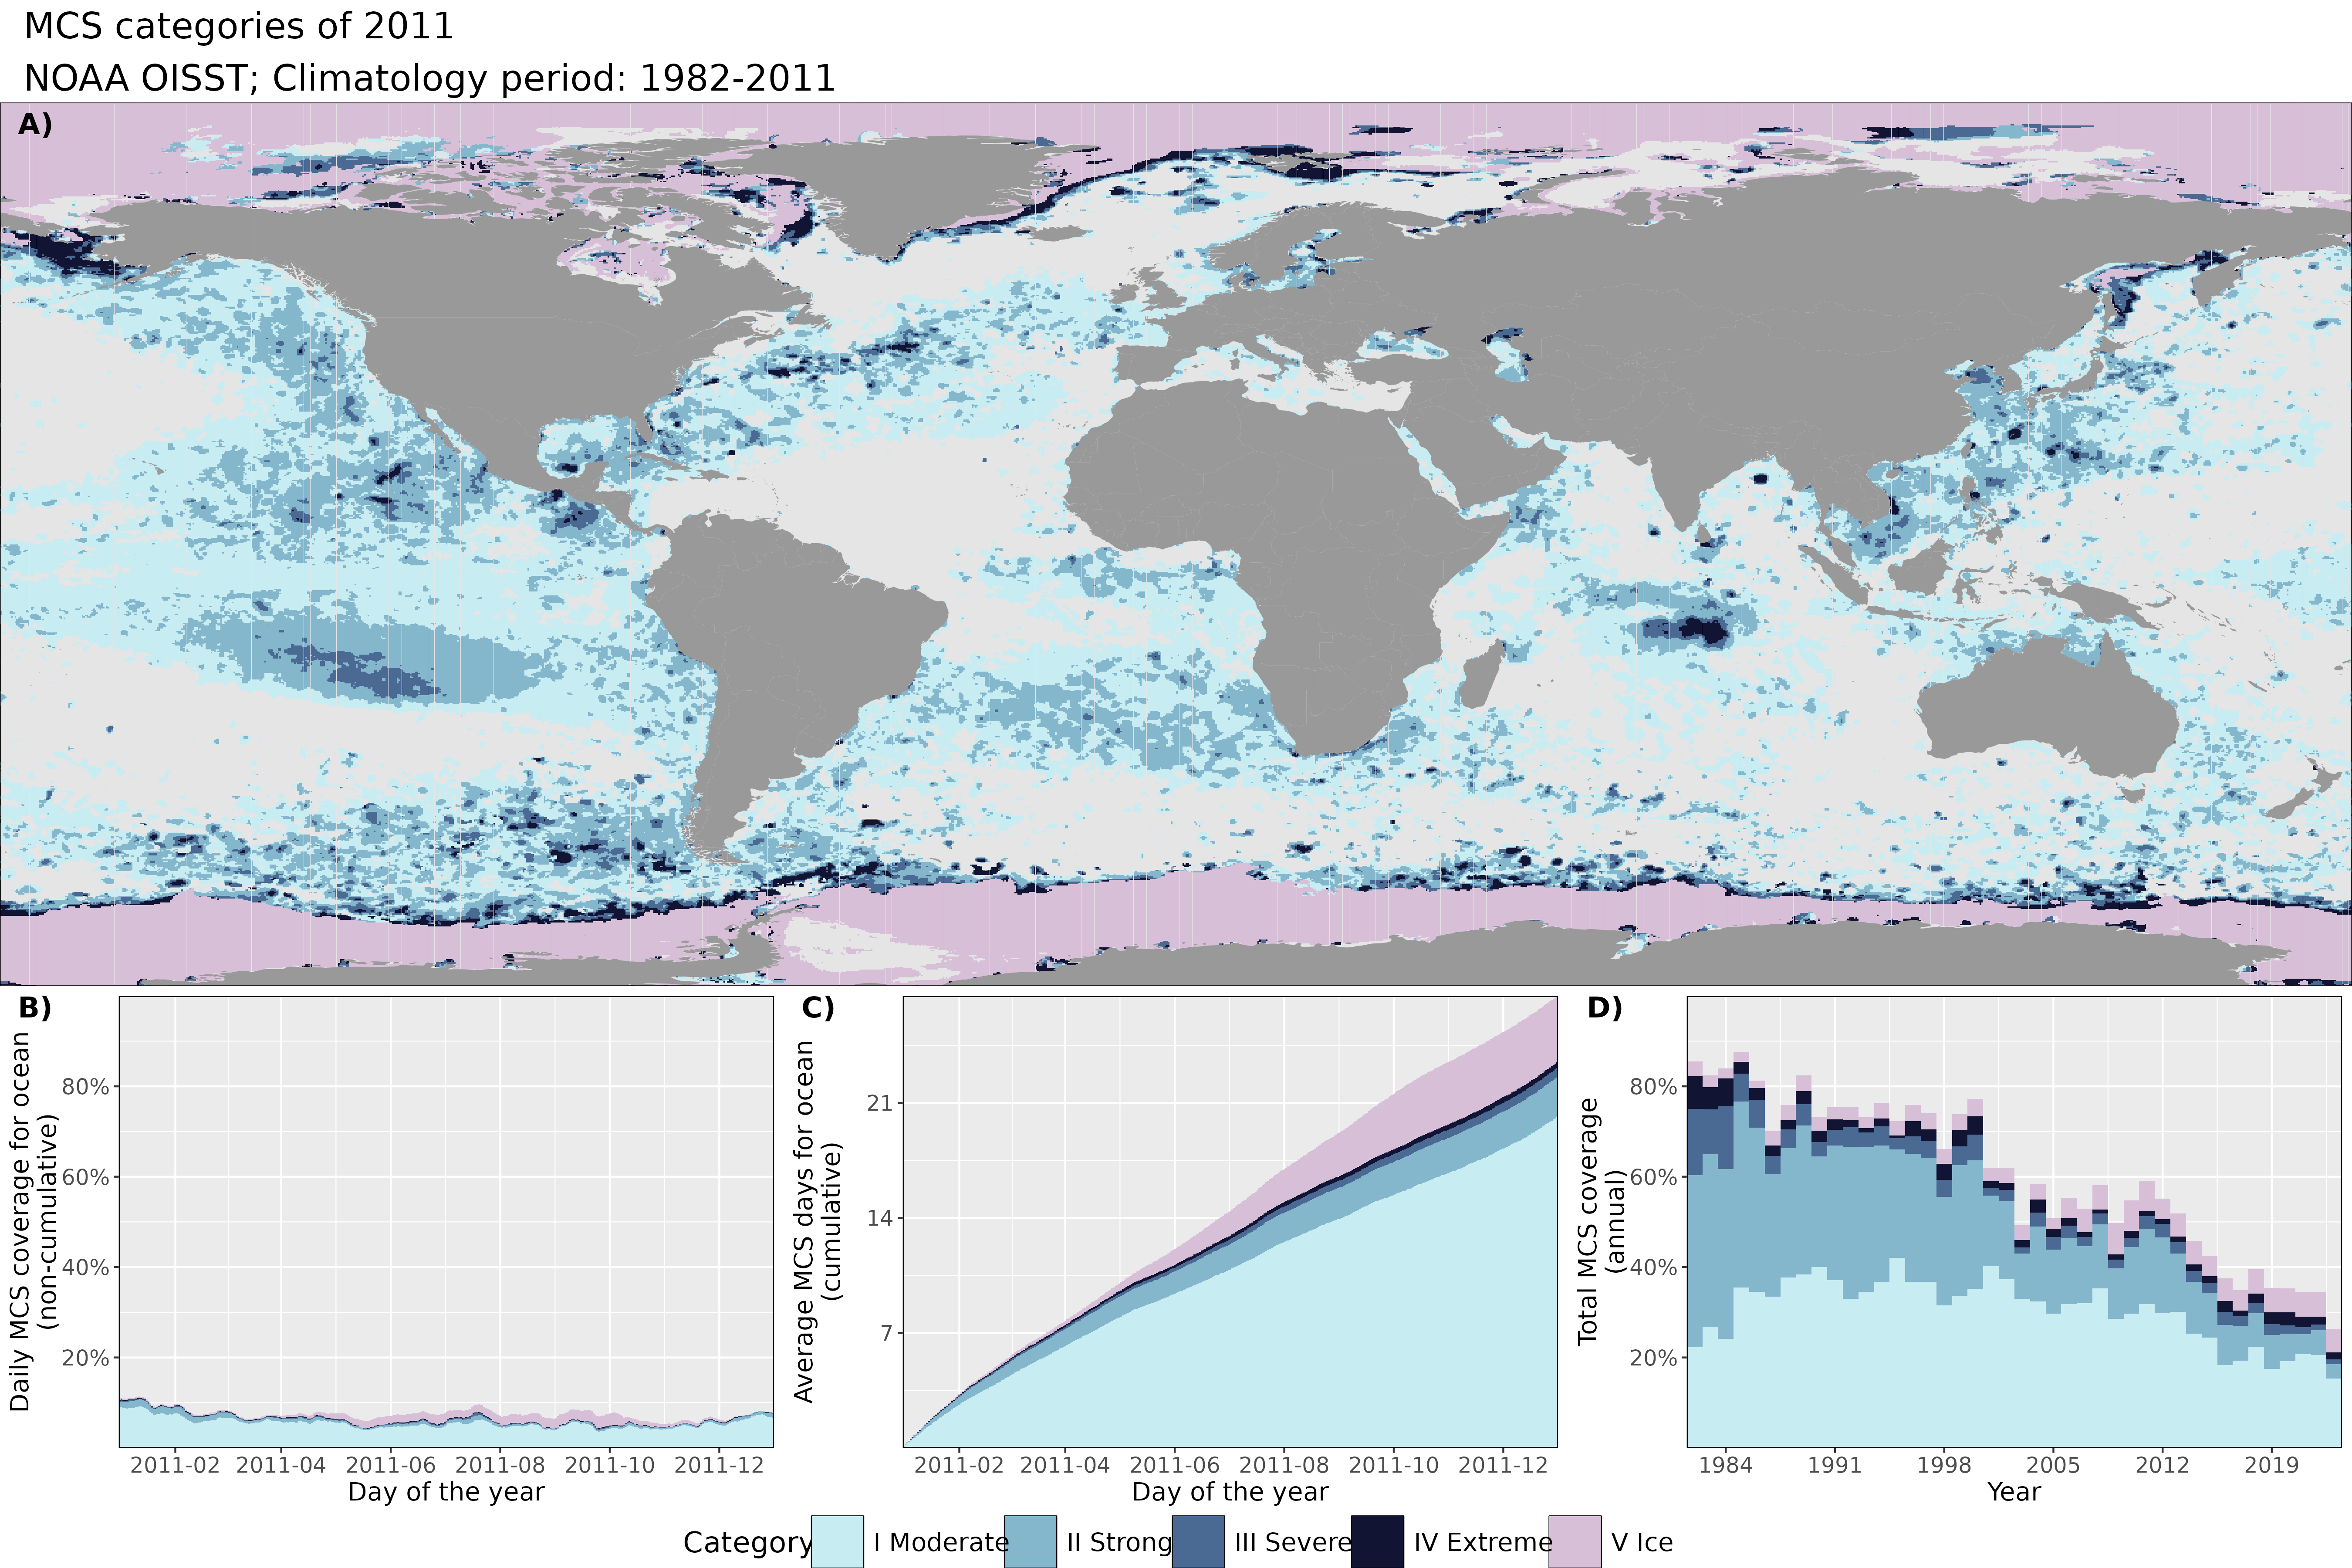 MCS categories of 2011
NOAA OISST; Climatology period: 1982-2011
A)
B)
Daily MCS coverage for ocean
(non-cumulative)
80%
60%
40%
20%
2011-02 2011-04 2011-06 2011-08 2011-10 2011-12
Day of the year
C)
Average MCS days for ocean
(cumulative)
21
14
7
2011-02 2011-04 2011-06 2011-08 2011-10 2011-12
Day of the year
D)
Total MCS coverage
(annual)
80%
60%
40%
20%
1984 1991 1998 2005 2012 2019
Year
Category I Moderate II Strong III Severe IV Extreme V Ice